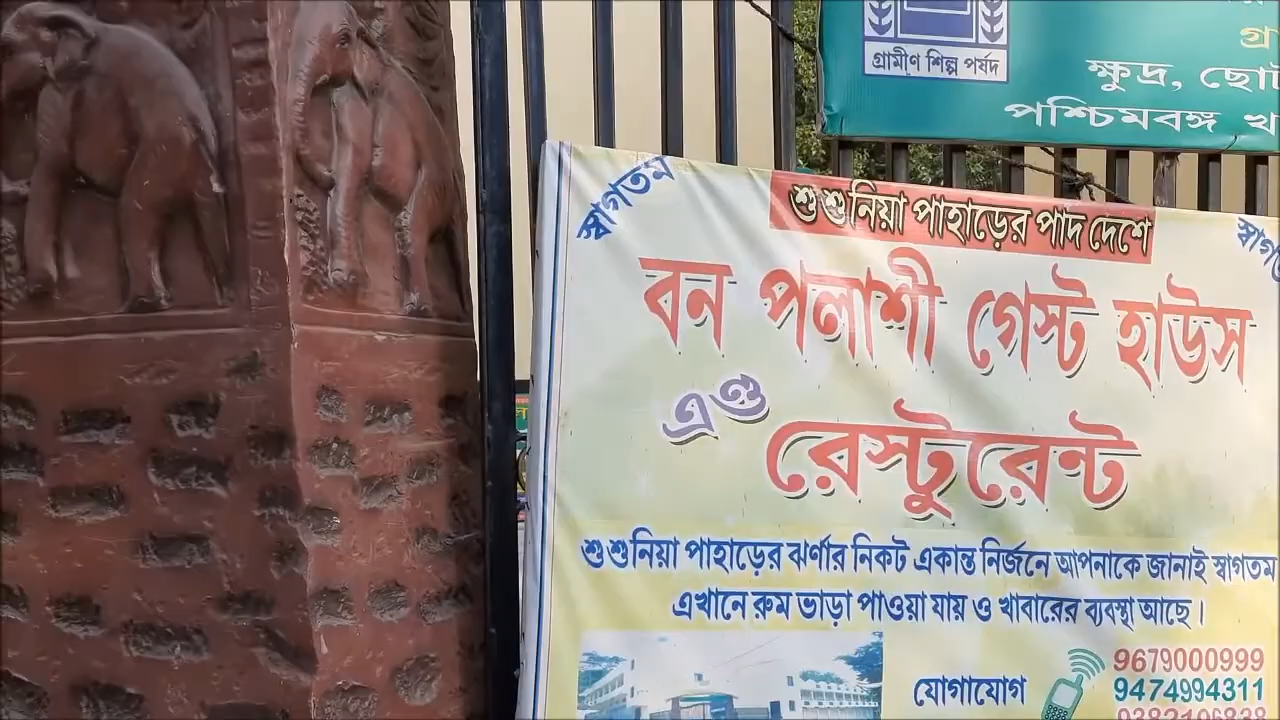 গ্রামীণ শিল্প পর্ষদ
ক্ষুদ্র, ছোট
পশ্চিমবঙ্গ
স্বাগতম
শুশুনিয়া পাহাড়ের পাদ দেশে
বন পলাশী গেস্ট হাউস
এণ্ড
রেস্টুরেন্ট
শুশুনিয়া পাহাড়ের ঝর্ণার নিকট একান্ত নির্জনে আপনাকে জানাই স্বাগতম
এখানে রুম ভাড়া পাওয়া যায় ও খাবারের ব্যবস্থা আছে।
যোগাযোগ
9679000999
9474994311